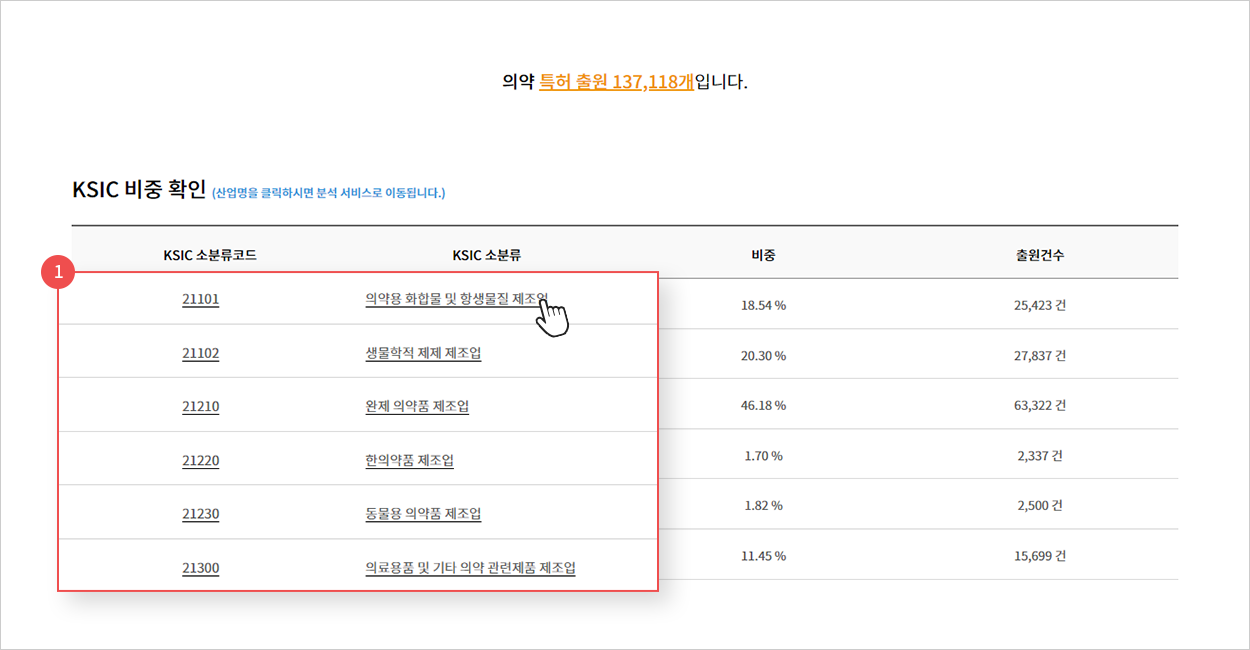 의약 특허 출원 137,118개입니다.
KSIC 비중 확인 (산업명을 클릭하시면 분석 서비스로 이동됩니다.)
KSIC 소분류코드 KSIC 소분류 비중 출원건수
1
21101 의약용 화합물 및 항생물질 제조업 18.54 % 25,423 건
21102 생물학적 제제 제조업 20.30 % 27,837 건
21210 완제 의약품 제조업 46.18 % 63,322 건
21220 한의약품 제조업 1.70 % 2,337 건
21230 동물용 의약품 제조업 1.82 % 2,500 건
21300 의료용품 및 기타 의약 관련제품 제조업 11.45 % 15,699 건